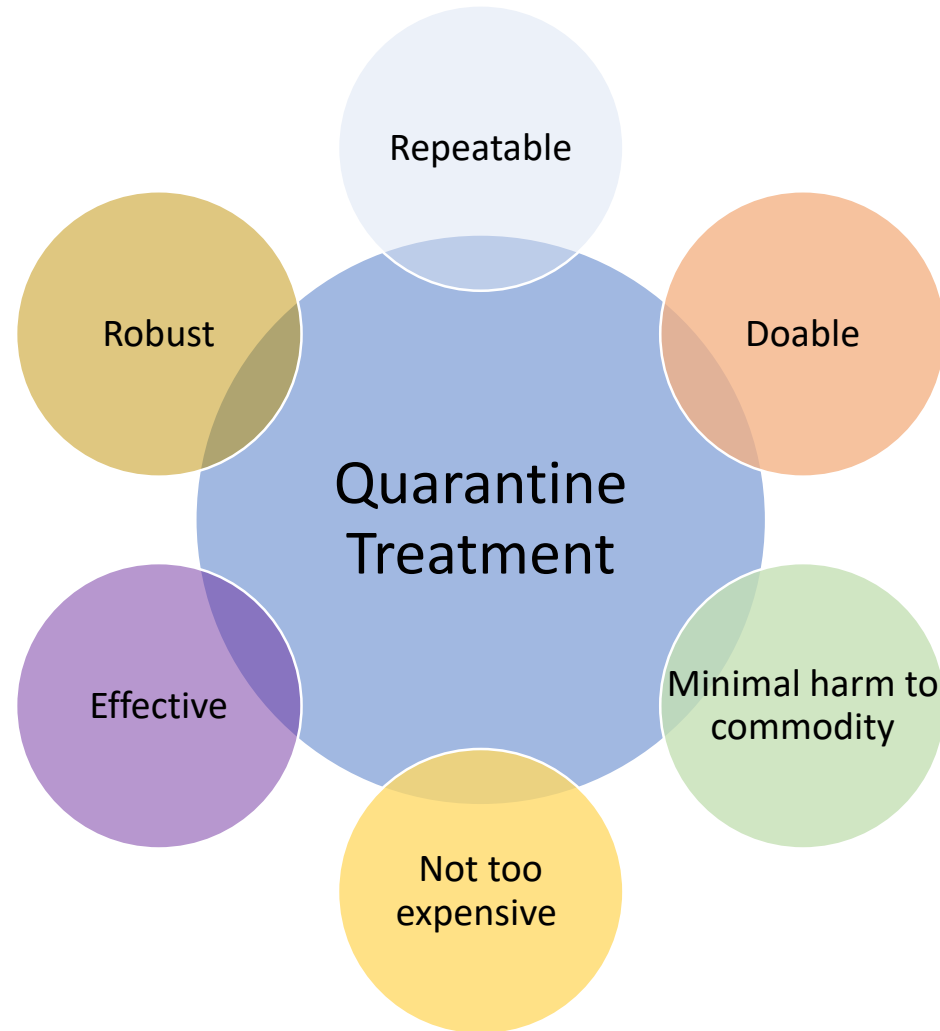 Repeatable
Robust
Doable
Quarantine
Treatment
Effective
Minimal harm to
commodity
Not too
expensive